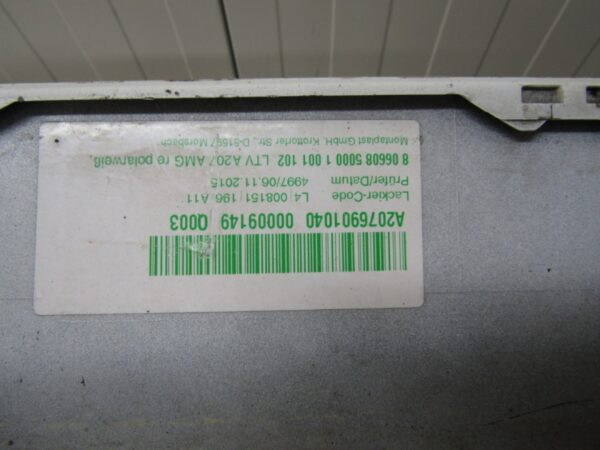 A2076901040 00009149 Q003
Lackier-Code L4 008151 196 A11
Prüfer/Datum 4997/06.11.2015
8 06608 5000 1 001 102 LTV A207 AMG re polarweiß
Montaplast GmbH, Krottorfer Str., D-51597 Morsbach